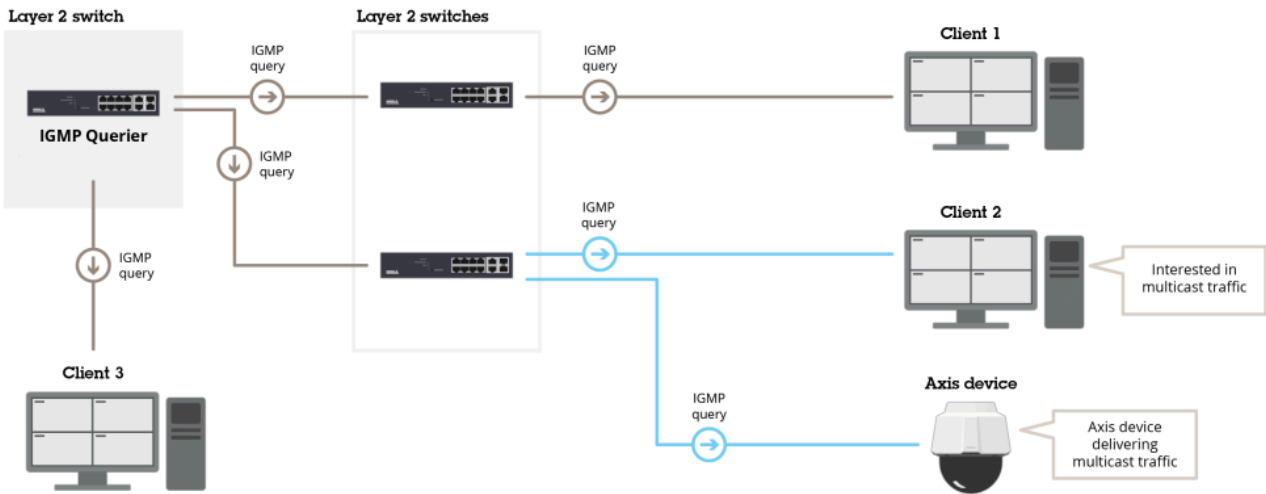 Layer 2 switch
Layer 2 switches
Client 1
IGMP
query
IGMP
query
IGMP Querier
IGMP
query
Client 2
IGMP
query
IGMP
query
Interested in
multicast traffic
Client 3
Axis device
IGMP
query
Axis device
delivering
multicast traffic